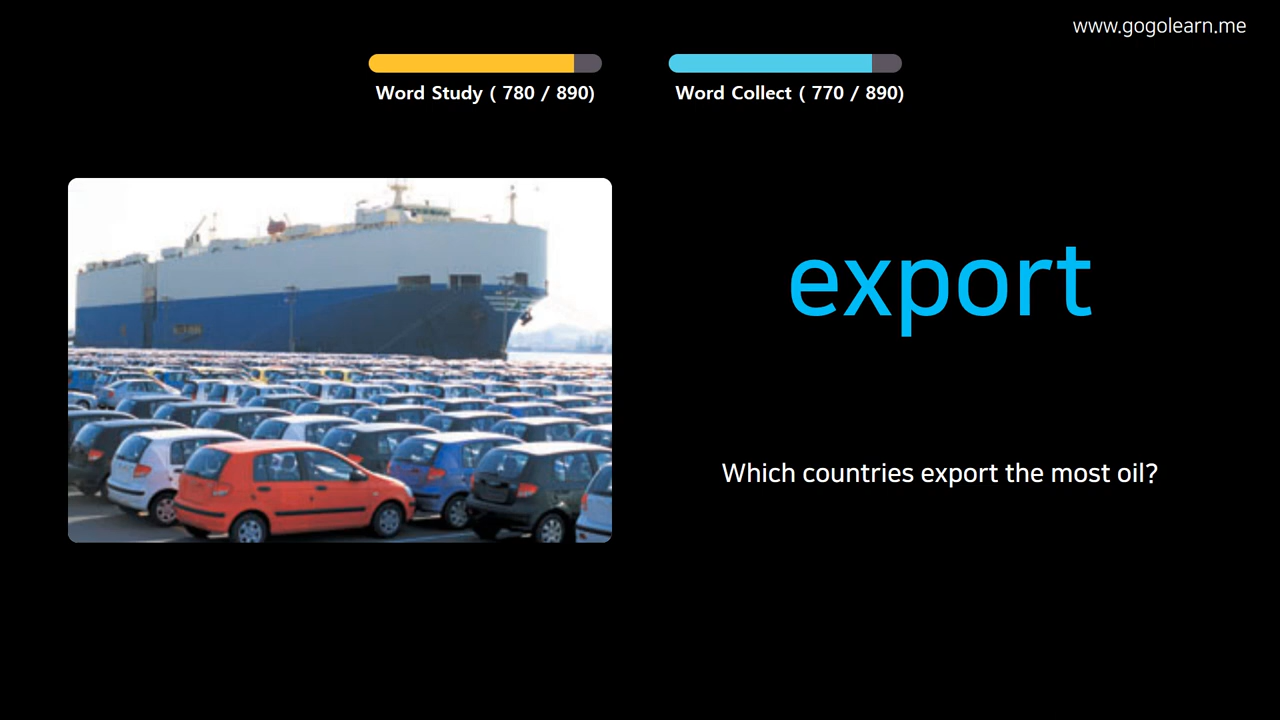 www.gogolearn.me
Word Study ( 780 / 890)
Word Collect ( 770 / 890)
export
Which countries export the most oil?